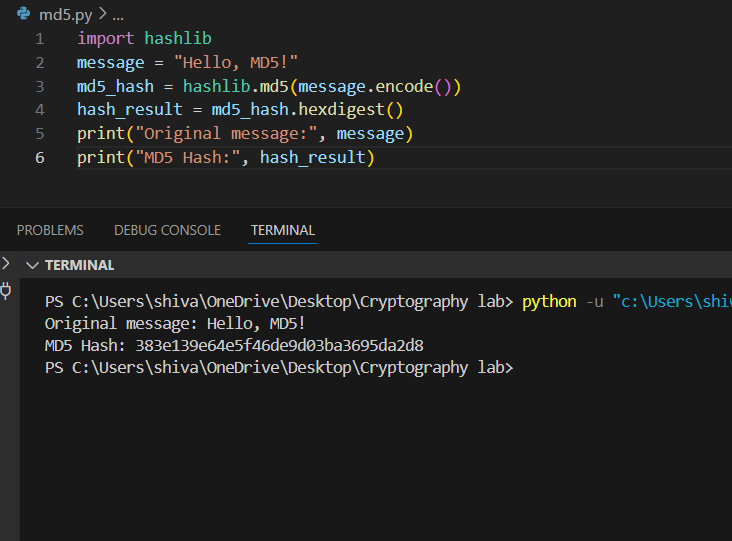 md5.py > ...
1 import hashlib
2 message = "Hello, MD5!"
3 md5_hash = hashlib.md5(message.encode())
4 hash_result = md5_hash.hexdigest()
5 print("Original message:", message)
6 print("MD5 Hash:", hash_result)
PROBLEMS DEBUG CONSOLE TERMINAL
TERMINAL
PS C:\Users\shiva\OneDrive\Desktop\Cryptography lab> python -u "c:\Users\shiv
Original message: Hello, MD5!
MD5 Hash: 383e139e64e5f46de9d03ba3695da2d8
PS C:\Users\shiva\OneDrive\Desktop\Cryptography lab>